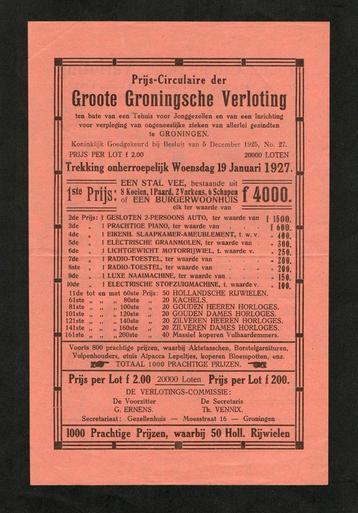 Prijs-Circulaire der
Groote Groningsche Verloting
ten bate van een Tehuis voor Jonggezellen en van een Inrichting
voor verpleging van ongeneeslijke zieken van allerlei gezindten
te GRONINGEN.
Koninklijk Goedgekeurd bij Besluit van 5 December 1925, No. 27.
PRIJS PER LOT f 2.00 20000 LOTEN
Trekking onherroepelijk Woensdag 19 Januari 1927.
1ste Prijs, EEN STAL VEE, bestaande uit
8 Koeien, 1 Paard, 2 Varkens, 6 Schapen
of EEN BURGERWOONHUIS
elk ter waarde van
f 4000.
2de Prijs: 1 GESLOTEN 2-PERSOONS AUTO, ter waarde van f 1500.
3de „ 1 PRACHTIGE PIANO, ter waarde van f 600.
4de „ 1 EIKENH. SLAAPKAMER-AMEUBLEMENT, t. w. v. - 400.
5de „ 1 ELECTRISCHE GRAANMOLEN, ter waarde van - 300.
6de „ 1 LICHTGEWICHT MOTORRIJWIEL, t. waarde v. - 250.
7de „ 1 RADIO-TOESTEL, ter waarde van - 200.
8ste „ 1 RADIO-TOESTEL, ter waarde van - 200.
9de „ 1 LUXE NAAIMACHINE, ter waarde van - 150.
10de „ 1 ELECTRISCHE STOFZUIGMACHINE, ter waarde v. - 100.
11de tot en met 60ste Prijs: 50 HOLLANDSCHE RIJWIELEN.
61ste „ „ „ 80ste „ 20 KACHELS.
81ste „ „ „ 100ste „ 20 GOUDEN HEEREN HORLOGES.
101ste „ „ „ 120ste „ 20 GOUDEN DAMES HORLOGES.
121ste „ „ „ 140ste „ 20 ZILVEREN HEEREN HORLOGES.
141ste „ „ „ 160ste „ 20 ZILVEREN DAMES HORLOGES.
161ste „ „ „ 200ste „ 40 Massief koperen Vulhaardemmers.
Voorts 800 prachtige prijzen, waarbij Aktetasschen, Borstelgarnituren,
Vulpenhouders, etuis Alpacca Lepeltjes, koperen Bloempotten, enz.
TOTAAL 1000 PRACHTIGE PRIJZEN.
Prijs per Lot f 2.00 20000 Loten Prijs per Lot f 200.
DE VERLOTINGS-COMMISSIE:
De Voorzitter De Secretaris
G. ERNENS. Th. VENNIX.
Secretariaat: Gezellenhuis — Moesstraat 16 — Groningen
1000 Prachtige Prijzen, waarbij 50 Holl. Rijwielen